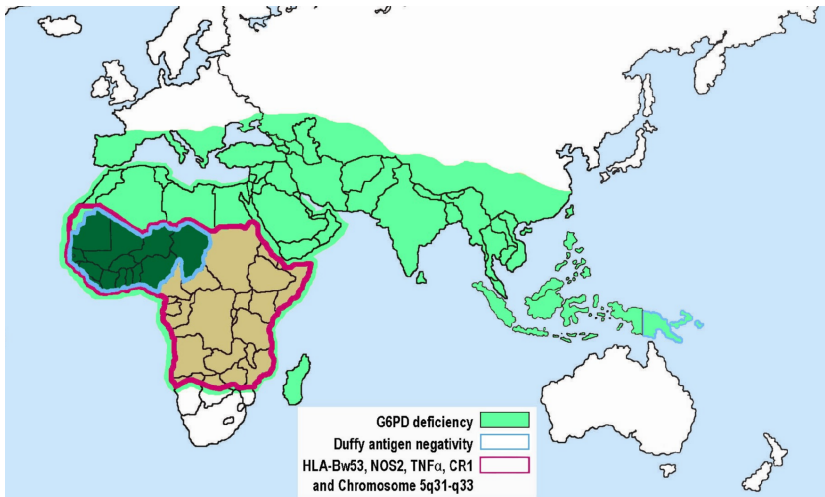 G6PD deficiency
Duffy antigen negativity
HLA-Bw53, NOS2, TNFα, CR1
and Chromosome 5q31-q33